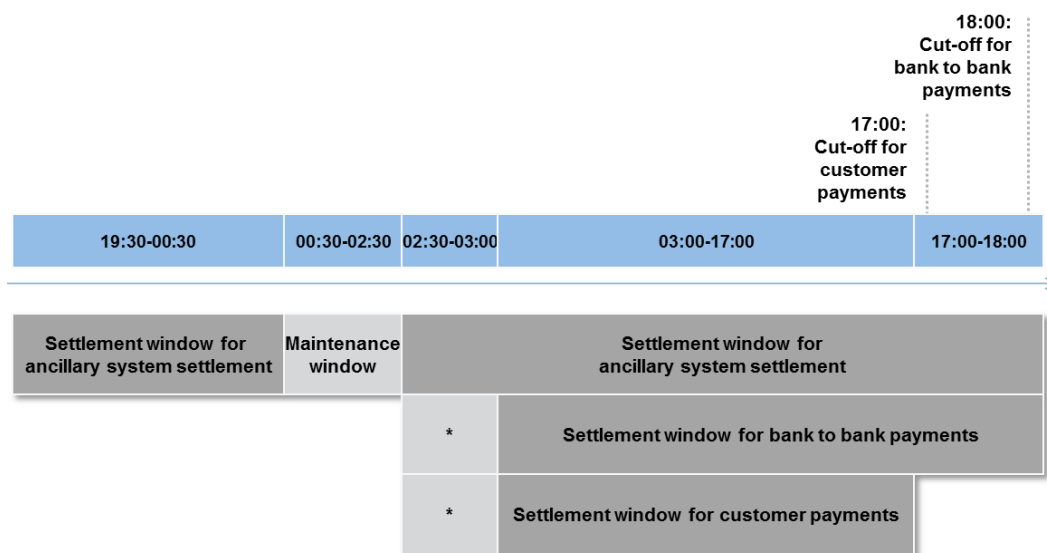 18:00:
Cut-off for
bank to bank
payments
17:00:
Cut-off for
customer
payments
19:30-00:30
00:30-02:30
02:30-03:00
03:00-17:00
17:00-18:00
Settlement window for
ancillary system settlement
Maintenance
window
Settlement window for
ancillary system settlement
*
Settlement window for bank to bank payments
*
Settlement window for customer payments